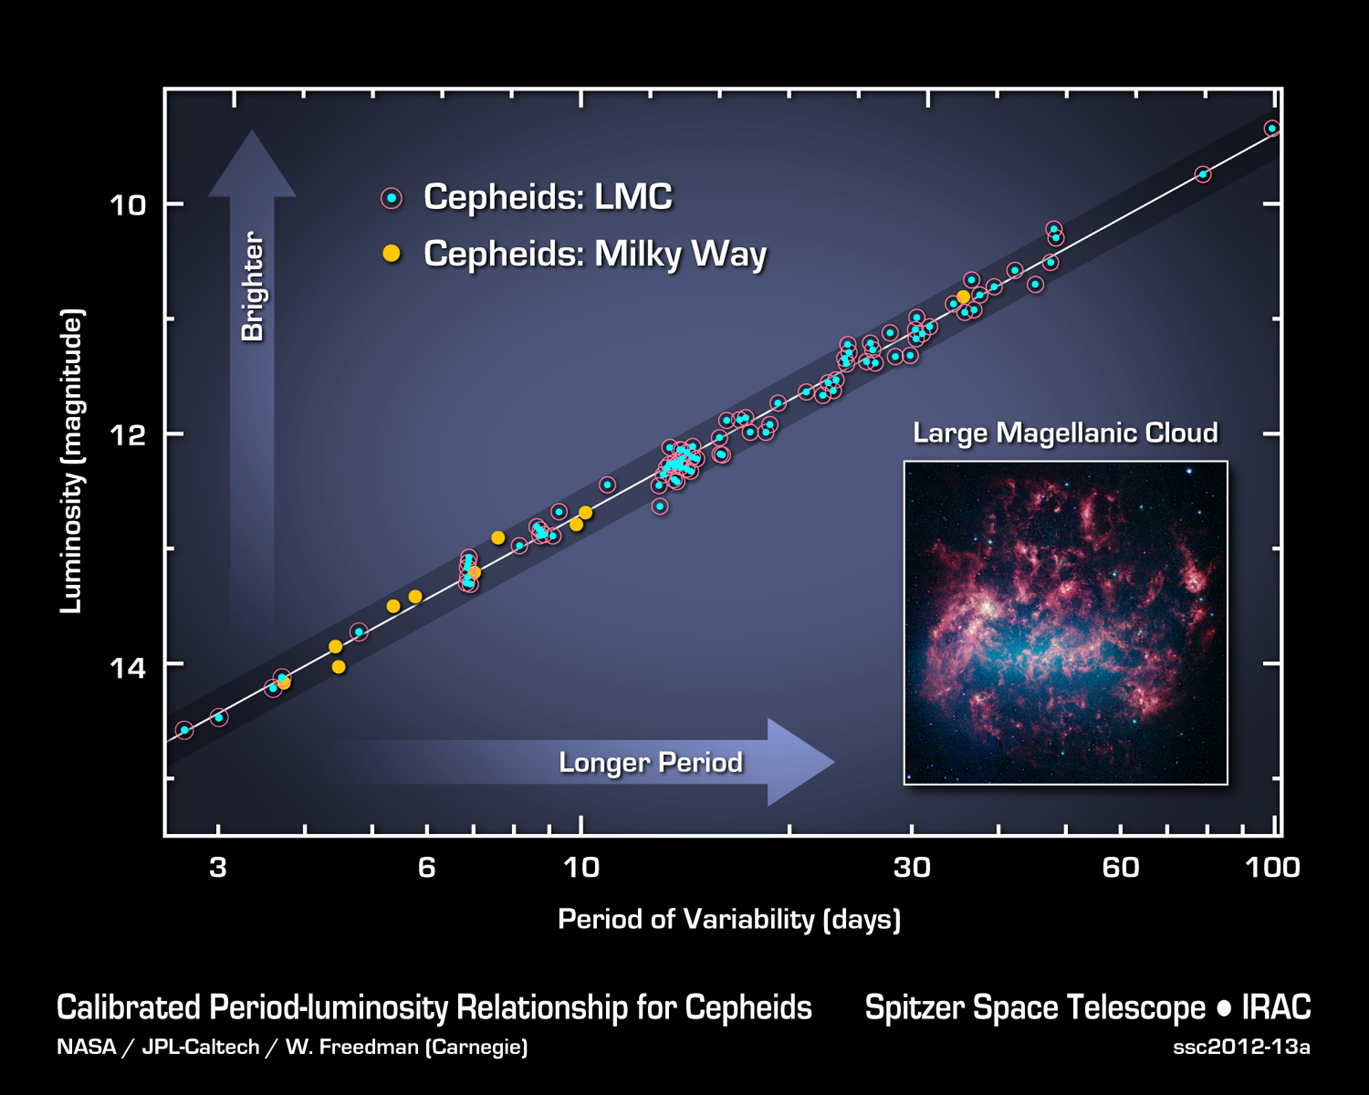 Cepheids: LMC
Cepheids: Milky Way
Brighter
10
12
14
Luminosity (magnitude)
Large Magellanic Cloud
Longer Period
3 6 10 30 60 100
Period of Variability (days)
Calibrated Period-luminosity Relationship for Cepheids
Spitzer Space Telescope ● IRAC
NASA / JPL-Caltech / W. Freedman (Carnegie)
ssc2012-13a